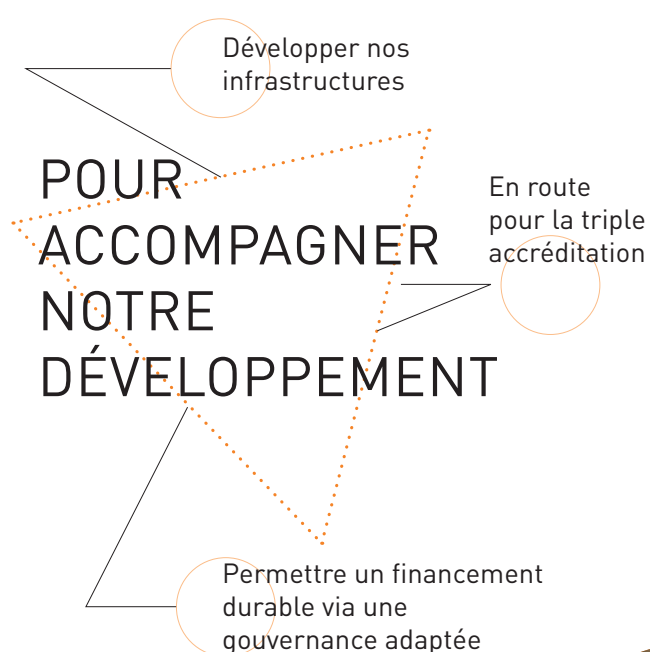 Développer nos
infrastructures
POUR
ACCOMPAGNER
NOTRE
DÉVELOPPEMENT
En route
pour la triple
accréditation
Permettre un financement
durable via une
gouvernance adaptée